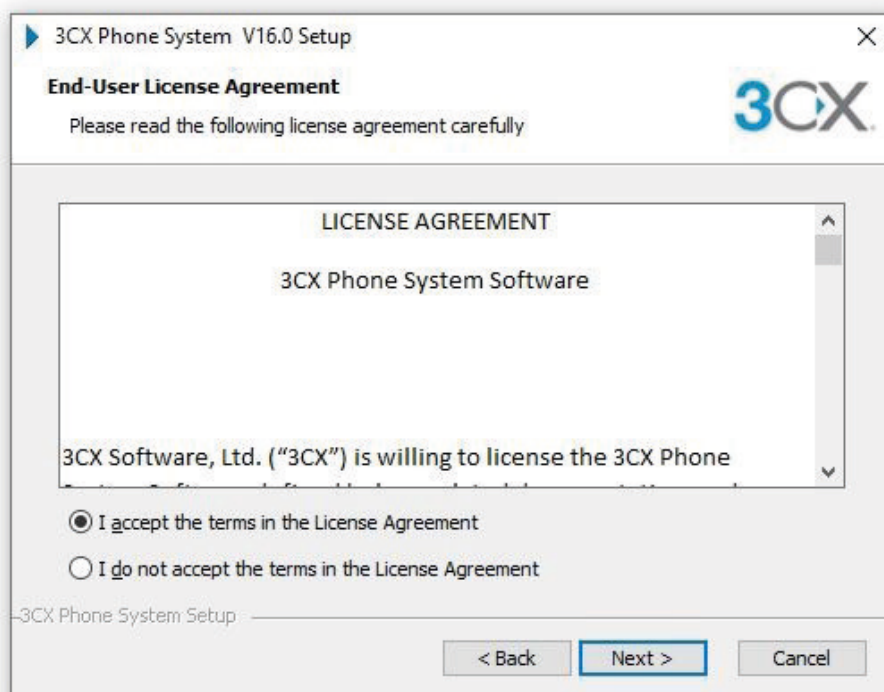 3CX Phone System V16.0 Setup
End-User License Agreement
Please read the following license agreement carefully
3CX
LICENSE AGREEMENT
3CX Phone System Software
3CX Software, Ltd. (“3CX”) is willing to license the 3CX Phone
I accept the terms in the License Agreement
I do not accept the terms in the License Agreement
3CX Phone System Setup
< Back Next > Cancel